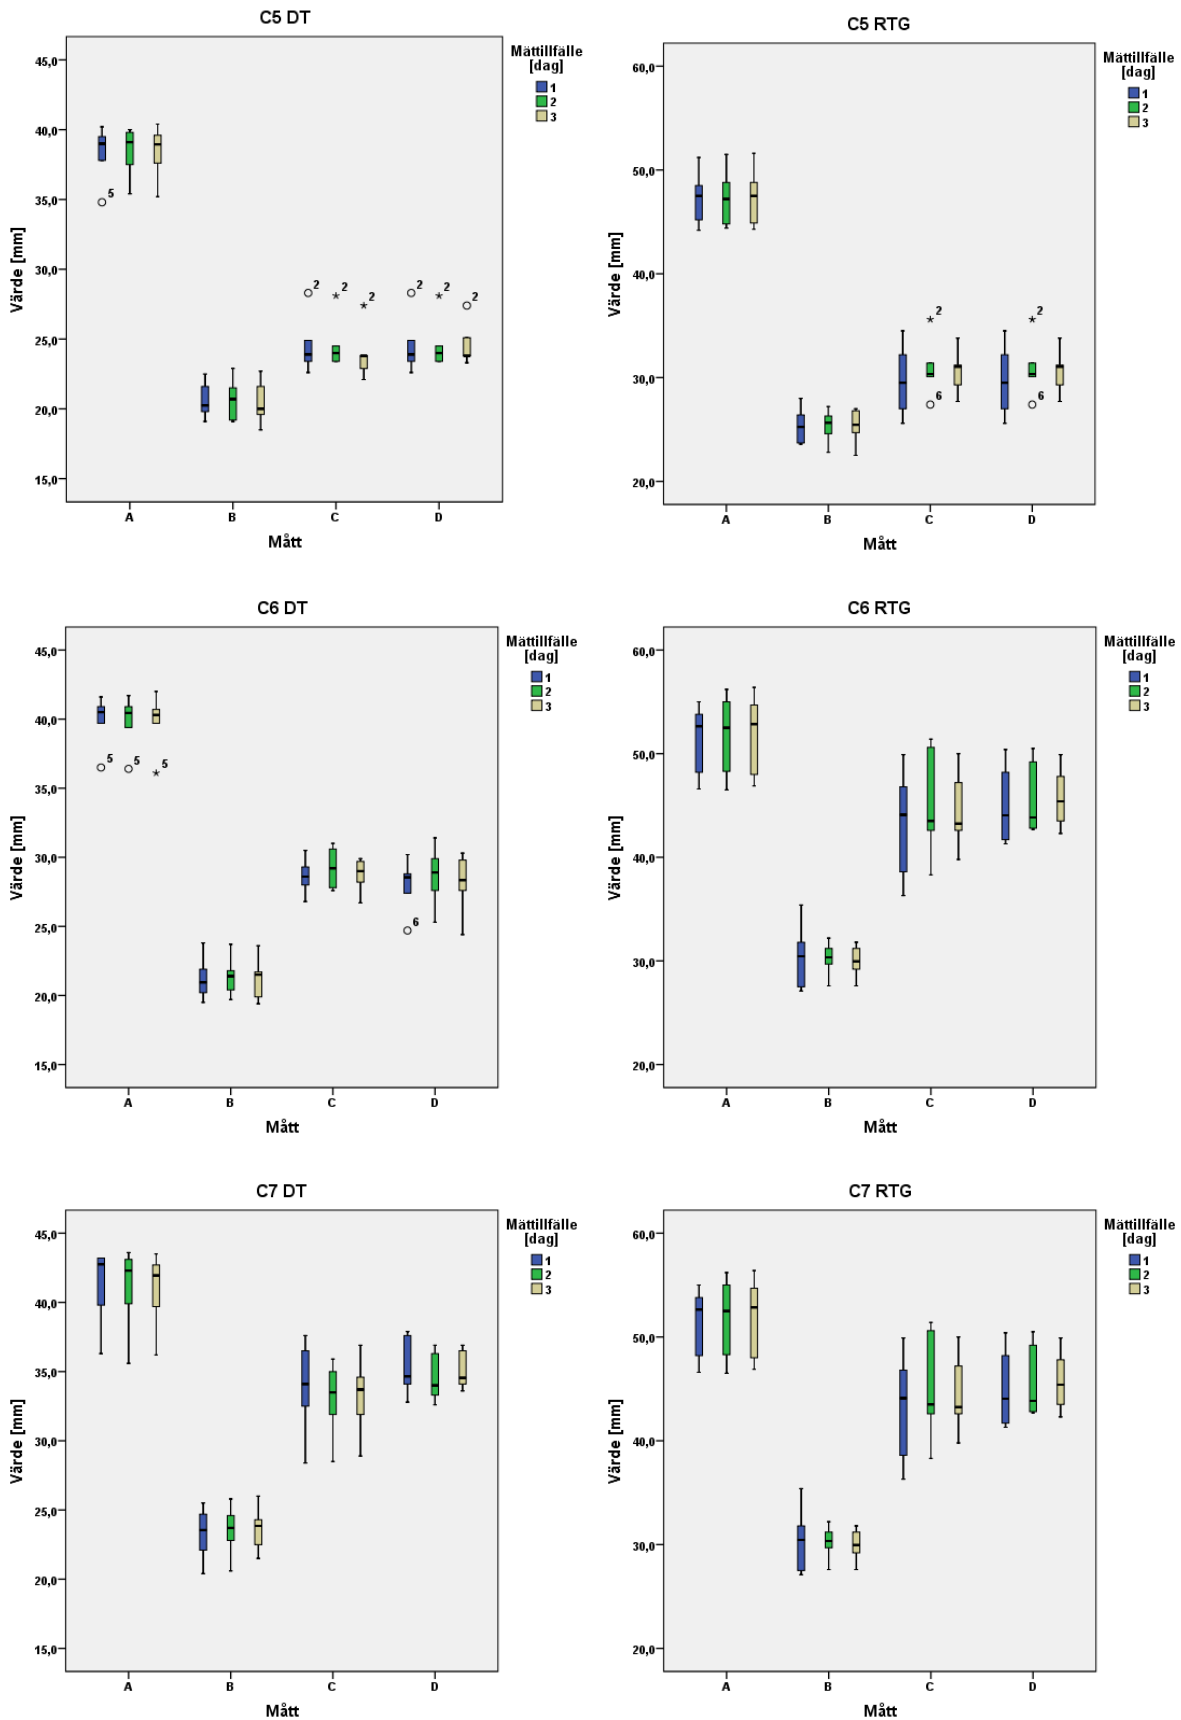 C5 DT
Mättillfälle
[dag]
1
2
3
45,0
40,0
35,0
30,0
25,0
20,0
15,0
Värde [mm]
5
2
2
2
2
2
2
A
B
C
D
Mått
C5 RTG
Mättillfälle
[dag]
1
2
3
60,0
50,0
40,0
30,0
20,0
Värde [mm]
2
6
2
6
A
B
C
D
Mått
C6 DT
Mättillfälle
[dag]
1
2
3
45,0
40,0
35,0
30,0
25,0
20,0
15,0
Värde [mm]
5
5
5
6
A
B
C
D
Mått
C6 RTG
Mättillfälle
[dag]
1
2
3
60,0
50,0
40,0
30,0
20,0
Värde [mm]
A
B
C
D
Mått
C7 DT
Mättillfälle
[dag]
1
2
3
45,0
40,0
35,0
30,0
25,0
20,0
15,0
Värde [mm]
A
B
C
D
Mått
C7 RTG
Mättillfälle
[dag]
1
2
3
60,0
50,0
40,0
30,0
20,0
Värde [mm]
A
B
C
D
Mått